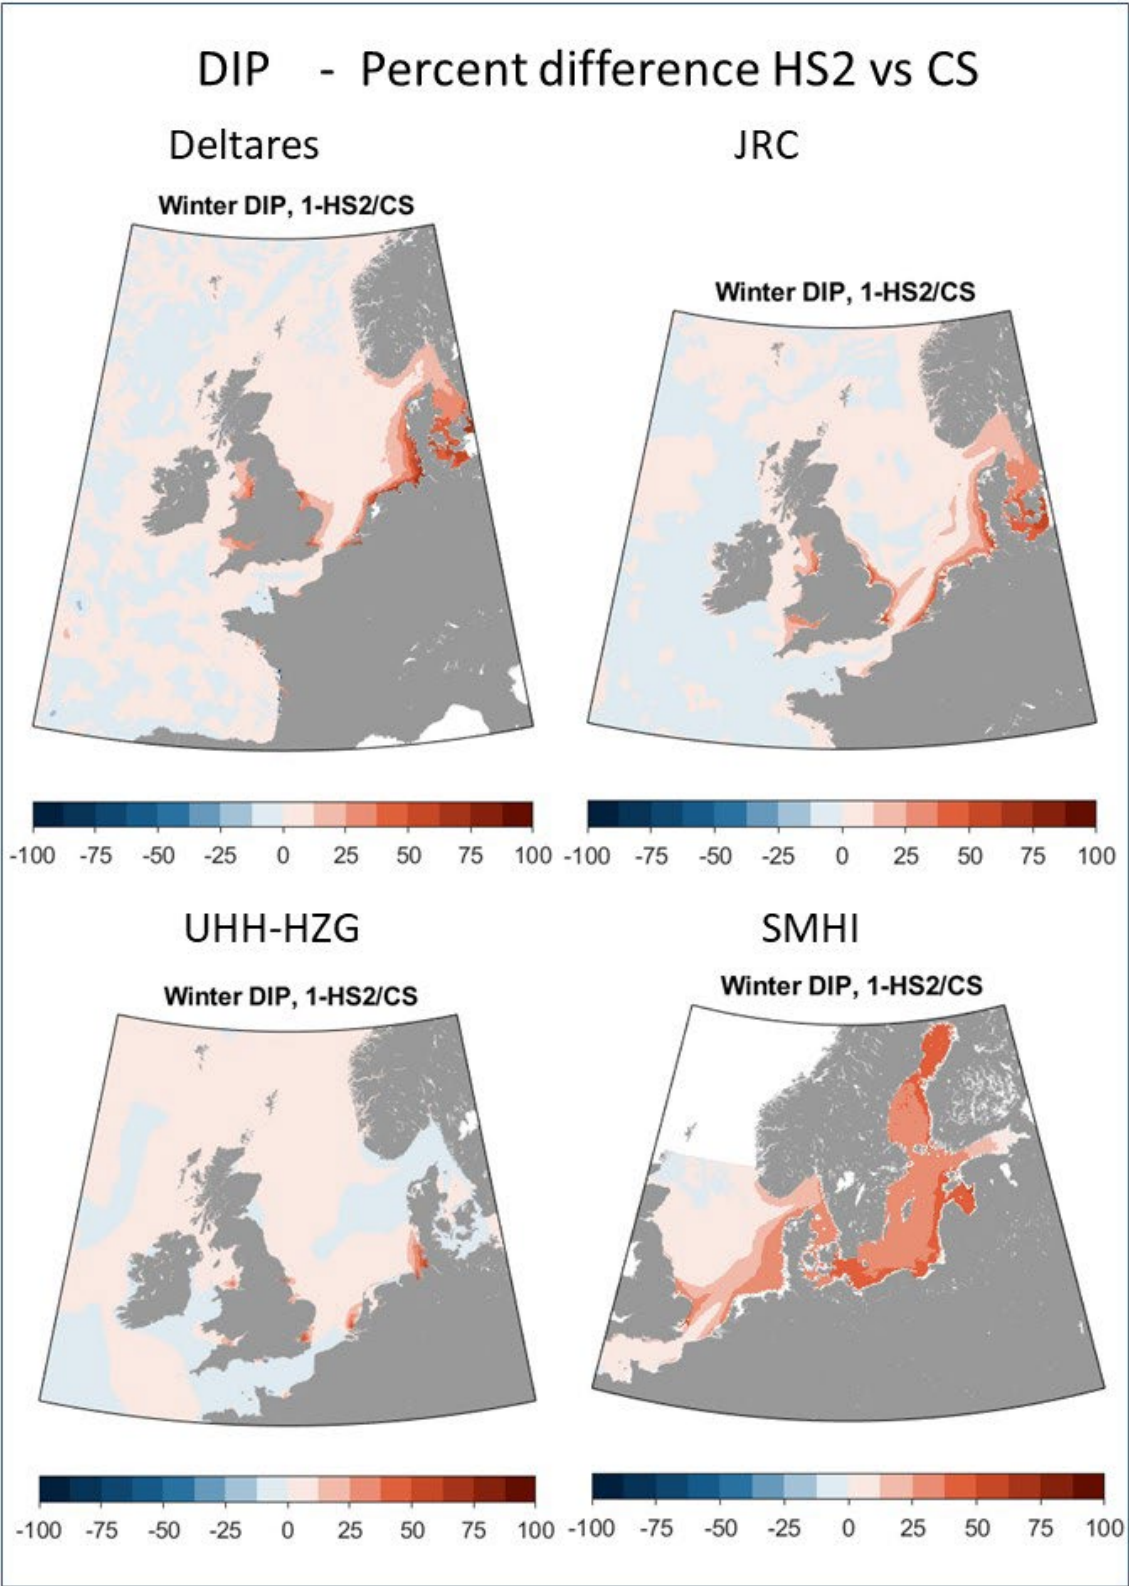 DIP - Percent difference HS2 vs CS
Deltares
JRC
Winter DIP, 1-HS2/CS
Winter DIP, 1-HS2/CS
-100 -75 -50 -25 0 25 50 75 100
-100 -75 -50 -25 0 25 50 75 100
UHH-HZG
SMHI
Winter DIP, 1-HS2/CS
Winter DIP, 1-HS2/CS
-100 -75 -50 -25 0 25 50 75 100
-100 -75 -50 -25 0 25 50 75 100